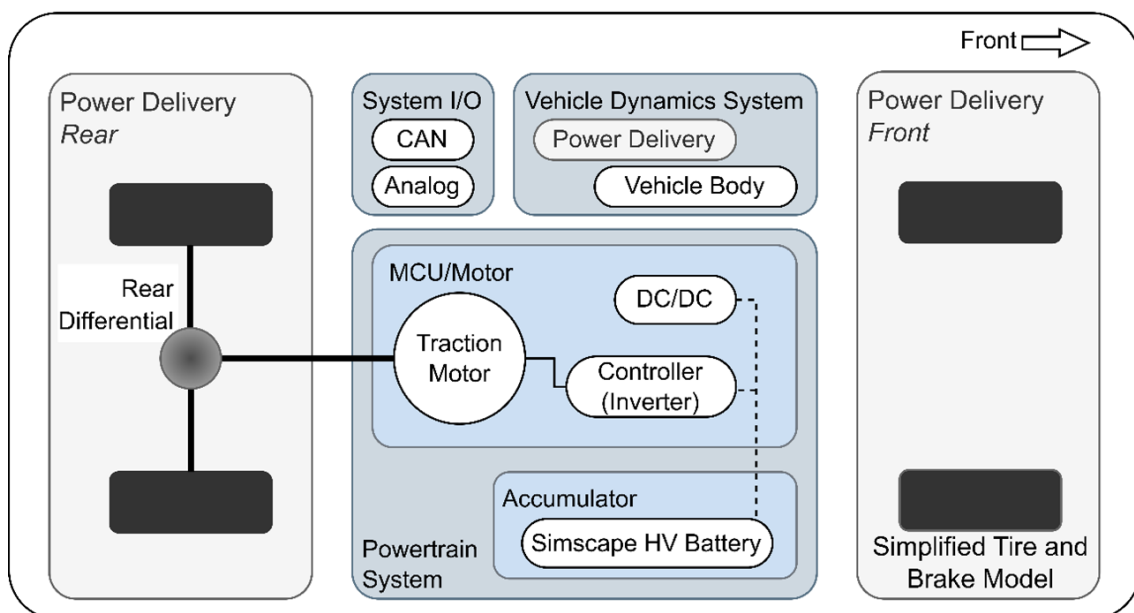 Front
Power Delivery
Rear
Rear
Differential
System I/O
CAN
Analog
Vehicle Dynamics System
Power Delivery
Vehicle Body
MCU/Motor
Traction
Motor
DC/DC
Controller
(Inverter)
Accumulator
Simscape HV Battery
Powertrain
System
Power Delivery
Front
Simplified Tire and
Brake Model